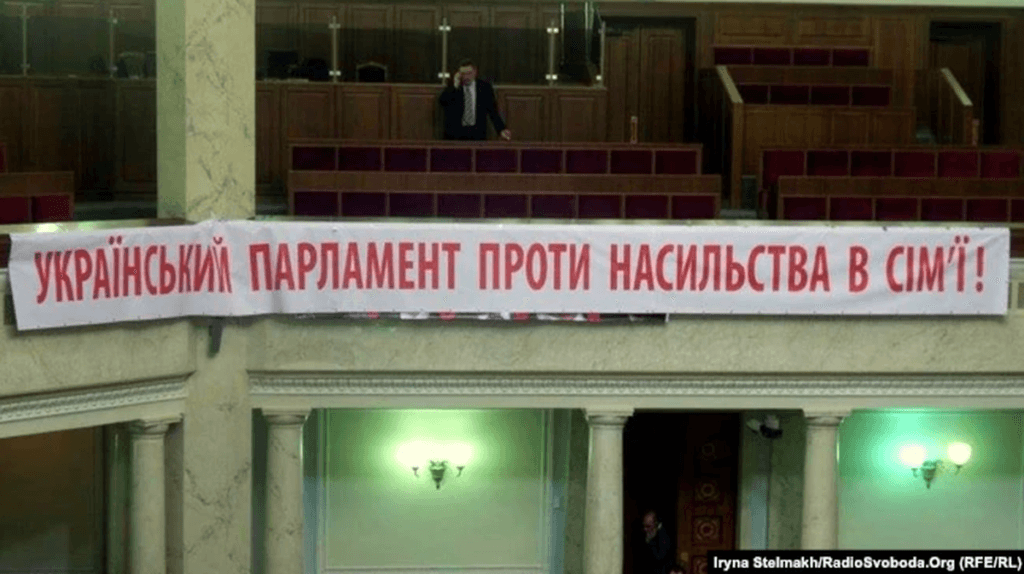 УКРАЇНСЬКИЙ ПАРЛАМЕНТ ПРОТИ НАСИЛЬСТВА В СІМ'Ї!
Iryna Stelmakh/RadioSvoboda.Org (RFE/RL)